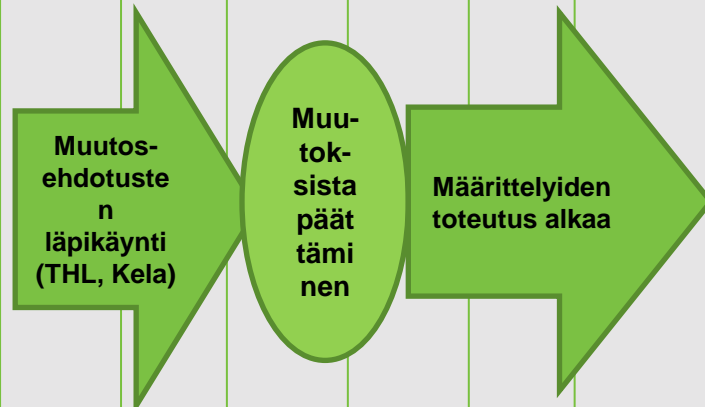 Muutos-
ehdotuste
n
läpikäynti
(THL, Kela)
Muu-
tok-
sista
päät
tämi
nen
Määrittelyiden
toteutus alkaa